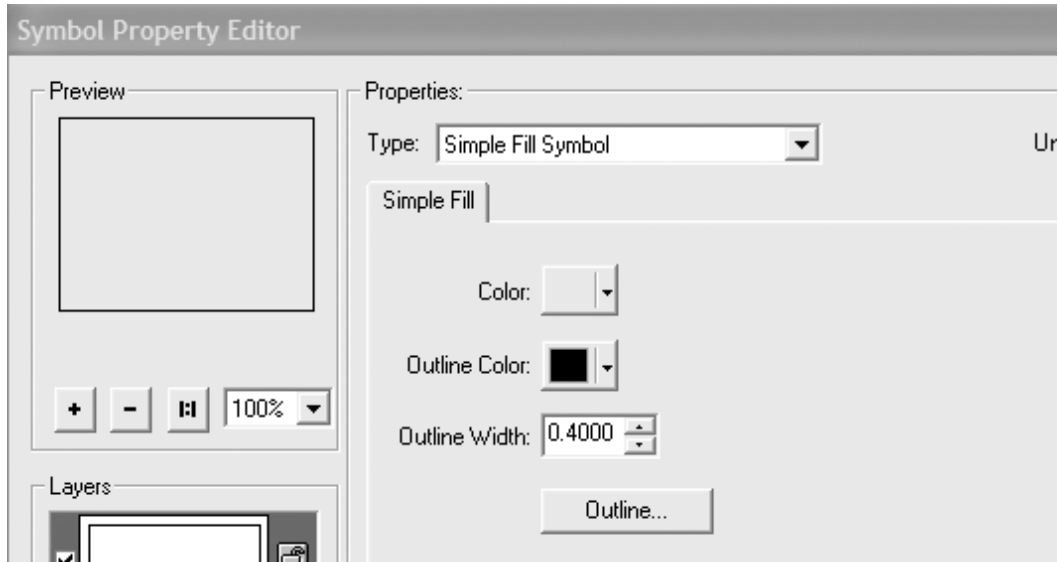 Symbol Property Editor
Preview
Properties:
Type: Simple Fill Symbol
Simple Fill
Color:
Outline Color:
100%
Outline Width: 0.4000
Layers
Outline...